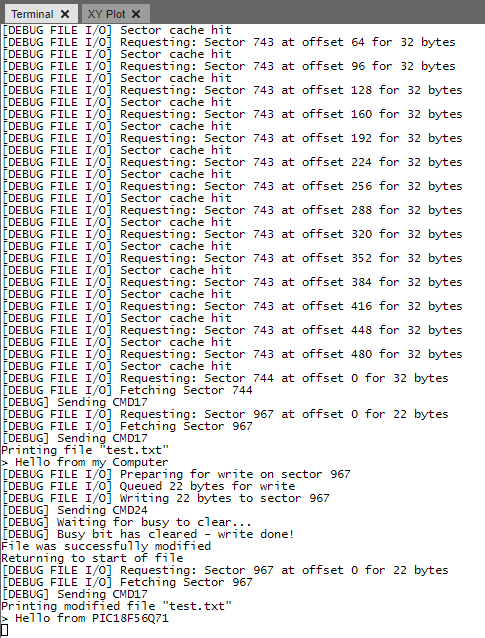 Terminal
XY Plot
[DEBUG FILE I/O] Sector cache hit
[DEBUG FILE I/O] Requesting: Sector 743 at offset 64 for 32 bytes
[DEBUG FILE I/O] Sector cache hit
[DEBUG FILE I/O] Requesting: Sector 743 at offset 96 for 32 bytes
[DEBUG FILE I/O] Sector cache hit
[DEBUG FILE I/O] Requesting: Sector 743 at offset 128 for 32 bytes
[DEBUG FILE I/O] Sector cache hit
[DEBUG FILE I/O] Requesting: Sector 743 at offset 160 for 32 bytes
[DEBUG FILE I/O] Sector cache hit
[DEBUG FILE I/O] Requesting: Sector 743 at offset 192 for 32 bytes
[DEBUG FILE I/O] Sector cache hit
[DEBUG FILE I/O] Requesting: Sector 743 at offset 224 for 32 bytes
[DEBUG FILE I/O] Sector cache hit
[DEBUG FILE I/O] Requesting: Sector 743 at offset 256 for 32 bytes
[DEBUG FILE I/O] Sector cache hit
[DEBUG FILE I/O] Requesting: Sector 743 at offset 288 for 32 bytes
[DEBUG FILE I/O] Sector cache hit
[DEBUG FILE I/O] Requesting: Sector 743 at offset 320 for 32 bytes
[DEBUG FILE I/O] Sector cache hit
[DEBUG FILE I/O] Requesting: Sector 743 at offset 352 for 32 bytes
[DEBUG FILE I/O] Sector cache hit
[DEBUG FILE I/O] Requesting: Sector 743 at offset 384 for 32 bytes
[DEBUG FILE I/O] Sector cache hit
[DEBUG FILE I/O] Requesting: Sector 743 at offset 416 for 32 bytes
[DEBUG FILE I/O] Sector cache hit
[DEBUG FILE I/O] Requesting: Sector 743 at offset 448 for 32 bytes
[DEBUG FILE I/O] Sector cache hit
[DEBUG FILE I/O] Requesting: Sector 743 at offset 480 for 32 bytes
[DEBUG FILE I/O] Sector cache hit
[DEBUG FILE I/O] Requesting: Sector 744 at offset 0 for 32 bytes
[DEBUG FILE I/O] Fetching Sector 744
[DEBUG] Sending CMD17
[DEBUG FILE I/O] Requesting: Sector 967 at offset 0 for 22 bytes
[DEBUG FILE I/O] Fetching Sector 967
[DEBUG] Sending CMD17
Printing file "test.txt"
> Hello from my Computer
[DEBUG FILE I/O] Preparing for write on sector 967
[DEBUG FILE I/O] Queued 22 bytes for write
[DEBUG FILE I/O] Writing 22 bytes to sector 967
[DEBUG] Sending CMD24
[DEBUG] Waiting for busy to clear...
[DEBUG] Busy bit has cleared - write done!
File was successfully modified
Returning to start of file
[DEBUG FILE I/O] Requesting: Sector 967 at offset 0 for 22 bytes
[DEBUG FILE I/O] Fetching Sector 967
[DEBUG] Sending CMD17
Printing modified file "test.txt"
> Hello from PIC18F56Q71